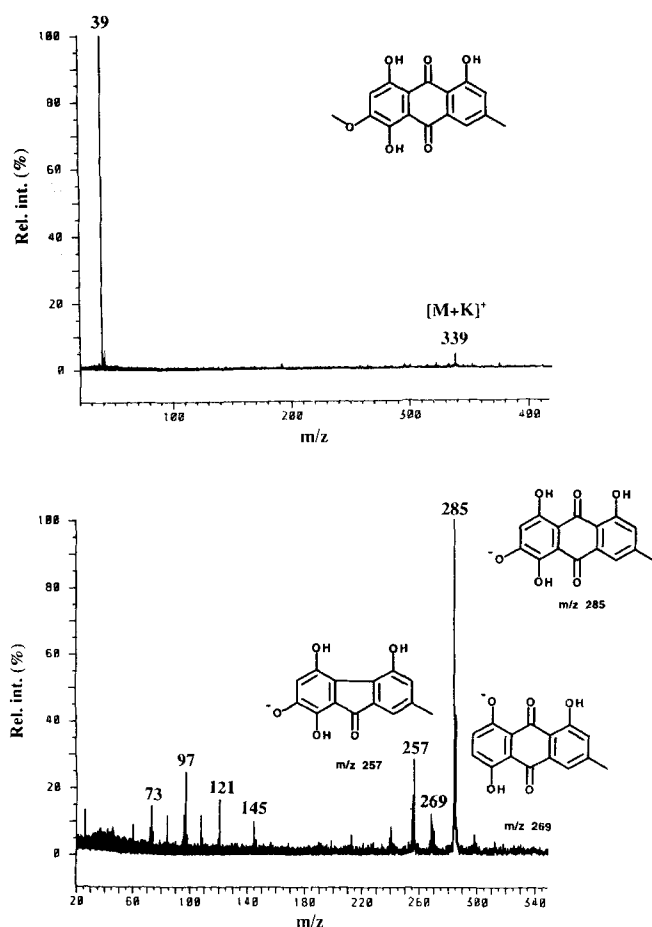 39
100
80
60
40
20
0
Rel. int. (%)
OH O OH
O
OH O
[M+K]+
339
100 200 300 400
m/z
285
100
80
60
40
20
0
Rel. int. (%)
OH O OH
-O
OH O
m/z 285
OH OH
-O
OH O
m/z 257
-O O OH
OH O
m/z 269
257
269
97
73
121
145
20 60 100 140 180 220 260 300 340
m/z